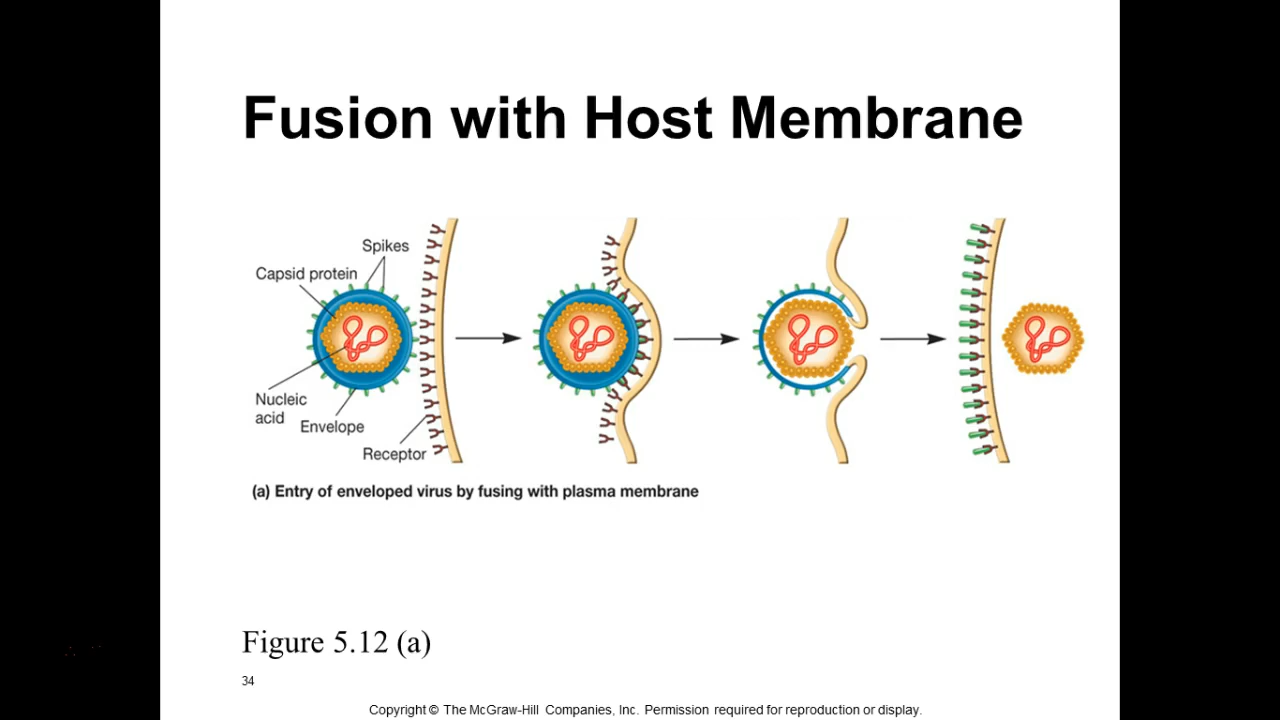 Fusion with Host Membrane
Spikes
Capsid protein
Nucleic
acid
Envelope
Receptor
(a) Entry of enveloped virus by fusing with plasma membrane
Figure 5.12 (a)
34
Copyright © The McGraw-Hill Companies, Inc. Permission required for reproduction or display.